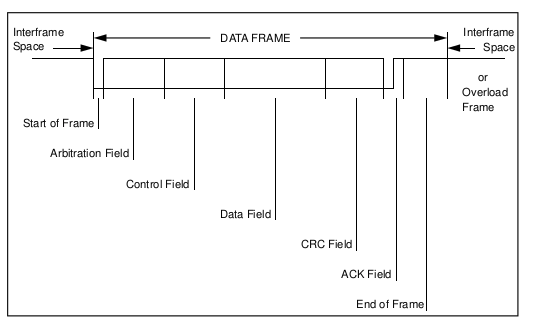 Interframe
Space
DATA FRAME
Interframe
Space
or
Overload
Frame
Start of Frame
Arbitration Field
Control Field
Data Field
CRC Field
ACK Field
End of Frame